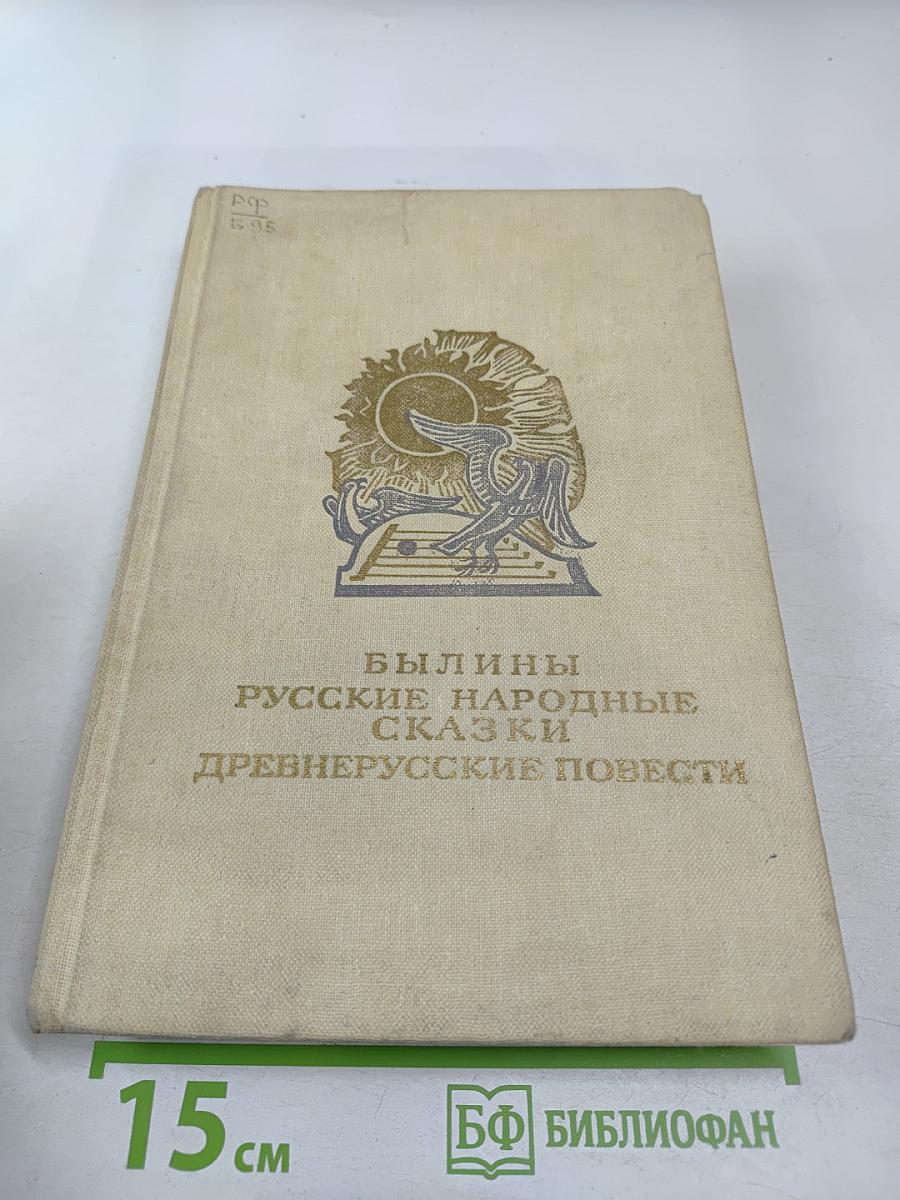 РФ
Б 95
БЫЛИНЫ
РУССКИЕ НАРОДНЫЕ
СКАЗКИ
ДРЕВНЕРУССКИЕ ПОВЕСТИ
15 см
БФ БИБЛИОФАН